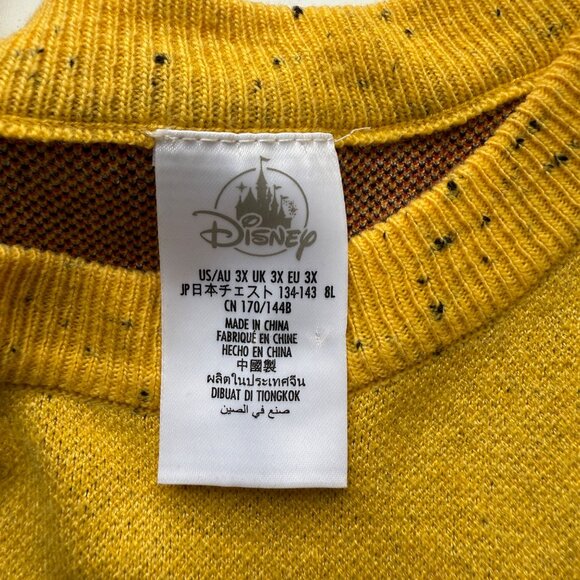 Disney
US/AU 3X UK 3X EU 3X
JP日本チェスト 134-143 8L
CN 170/144B
MADE IN CHINA
FABRIQUÉ EN CHINE
HECHO EN CHINA
中國製
ผลิตในประเทศจีน
DIBUAT DI TIONGKOK
صنع في الصين